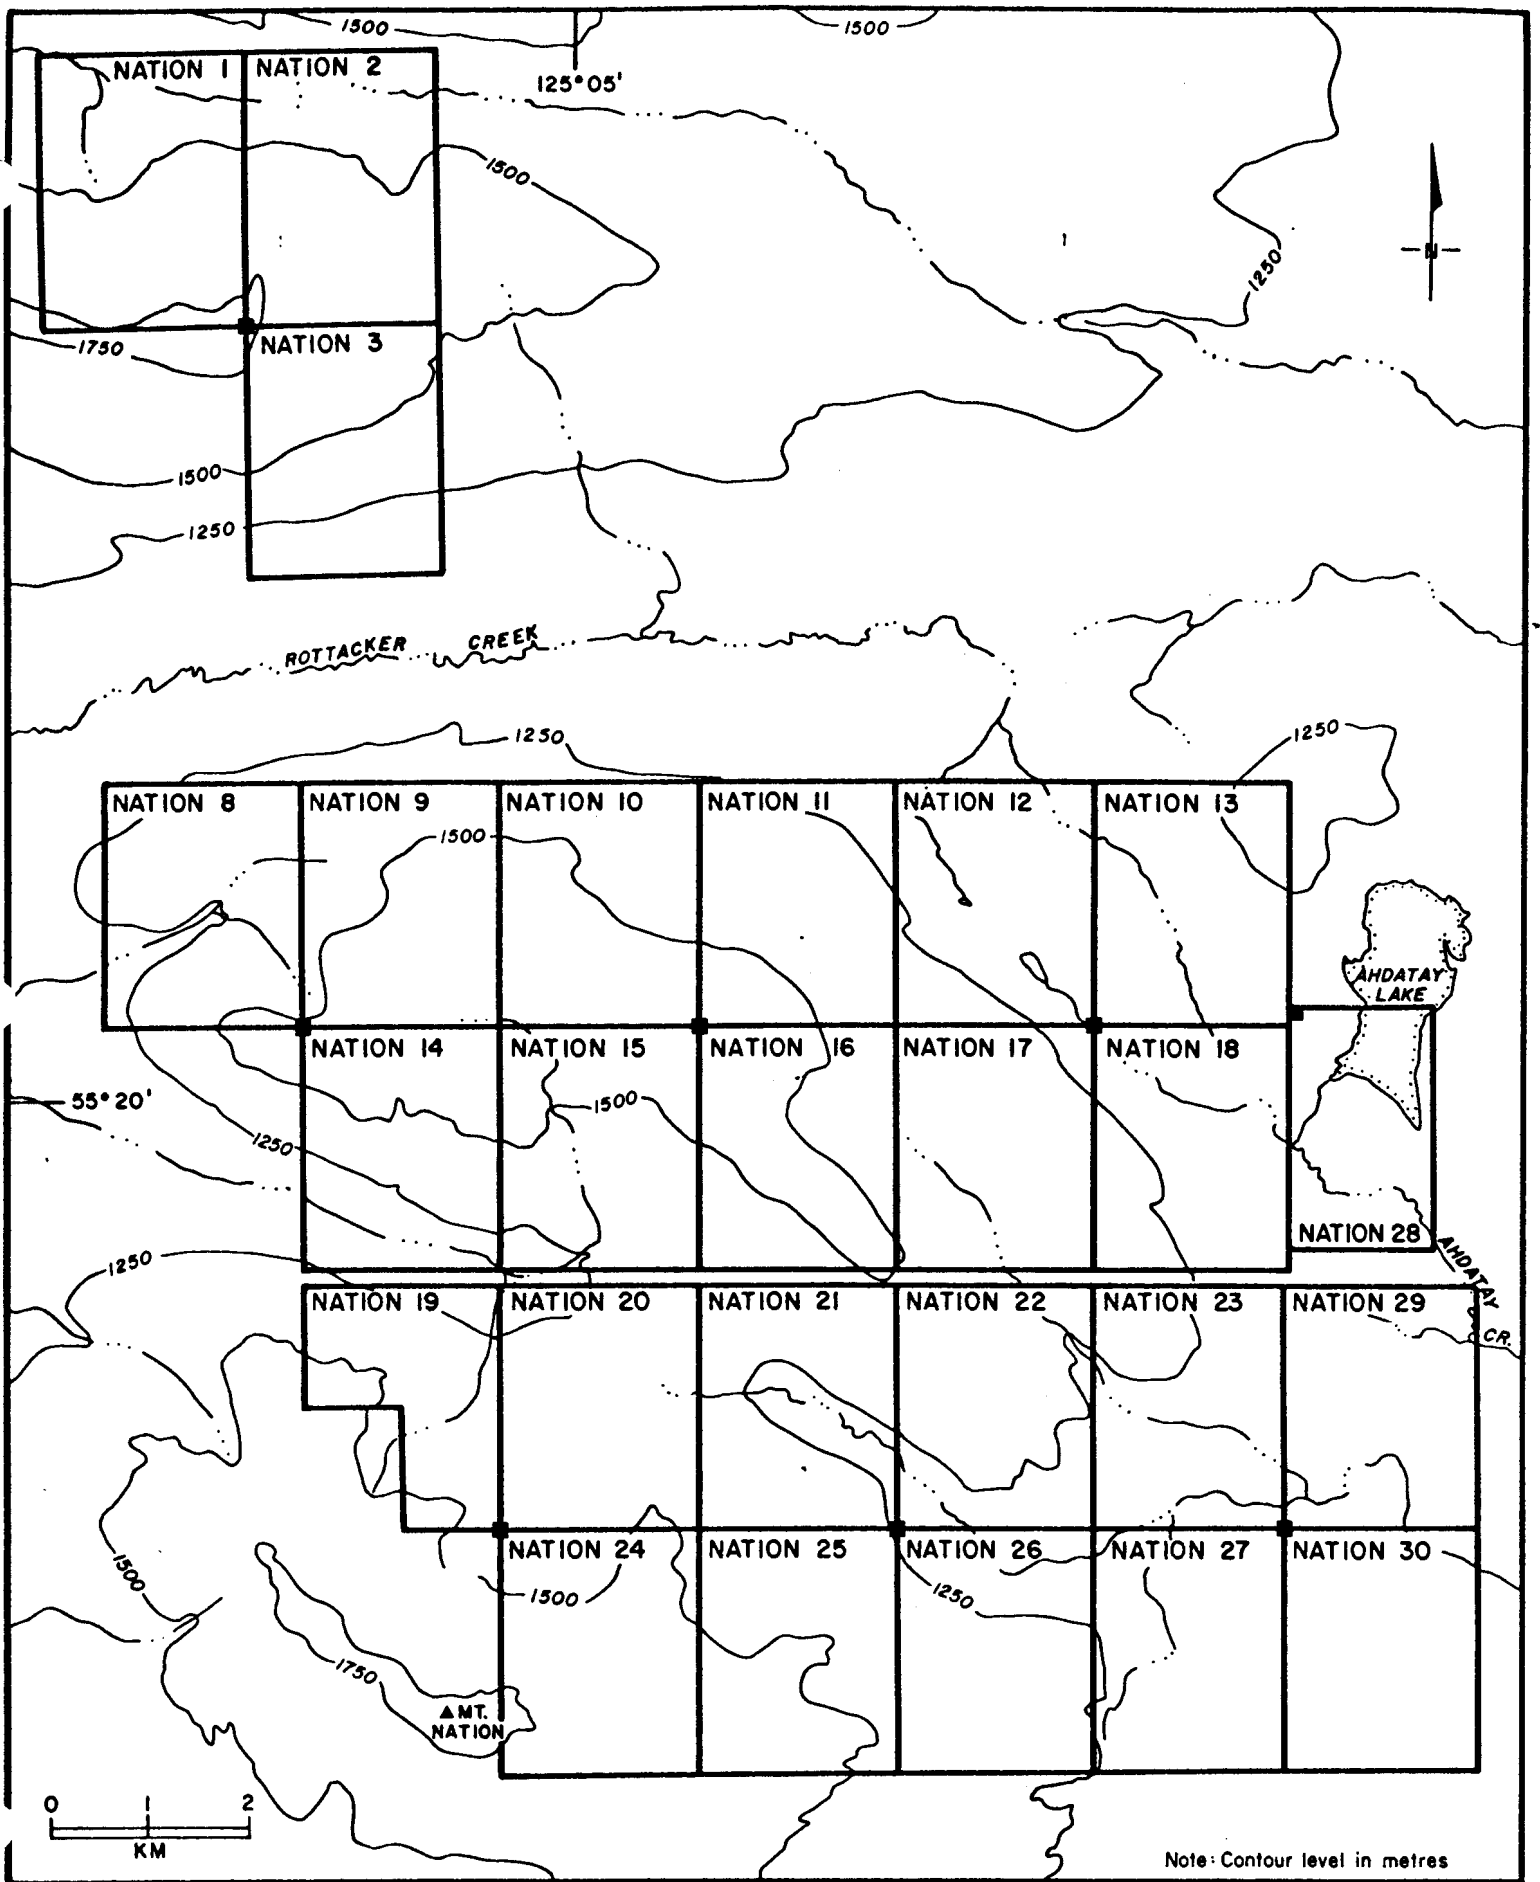 1500
1500
NATION 1
NATION 2
125°05'
1500
N
1250
1750
NATION 3
1500
1250
ROTTACKER CREEK
1250
1250
NATION 8
NATION 9
NATION 10
NATION 11
NATION 12
NATION 13
1500
AHDATAY
LAKE
NATION 14
NATION 15
NATION 16
NATION 17
NATION 18
55°20'
1500
1250
NATION 28
AHDATAY
CR.
1250
NATION 19
NATION 20
NATION 21
NATION 22
NATION 23
NATION 29
NATION 24
NATION 25
NATION 26
NATION 27
NATION 30
1500
1500
1250
1750
MT.
NATION
0 1 2
KM
Note: Contour level in metres